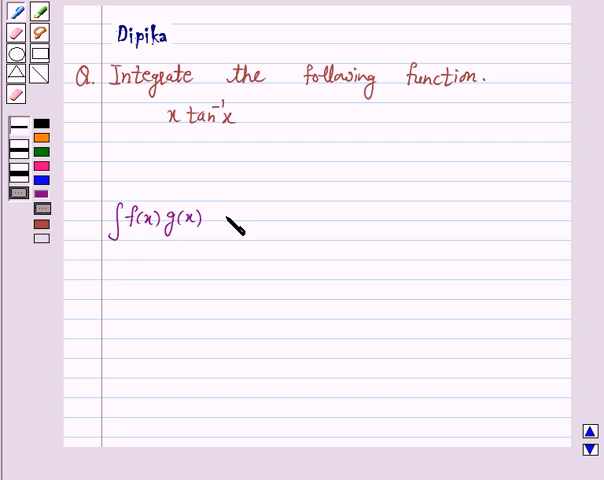 Dipika
Q. Integrate the following function.
x tan⁻¹x
∫f(x) g(x)